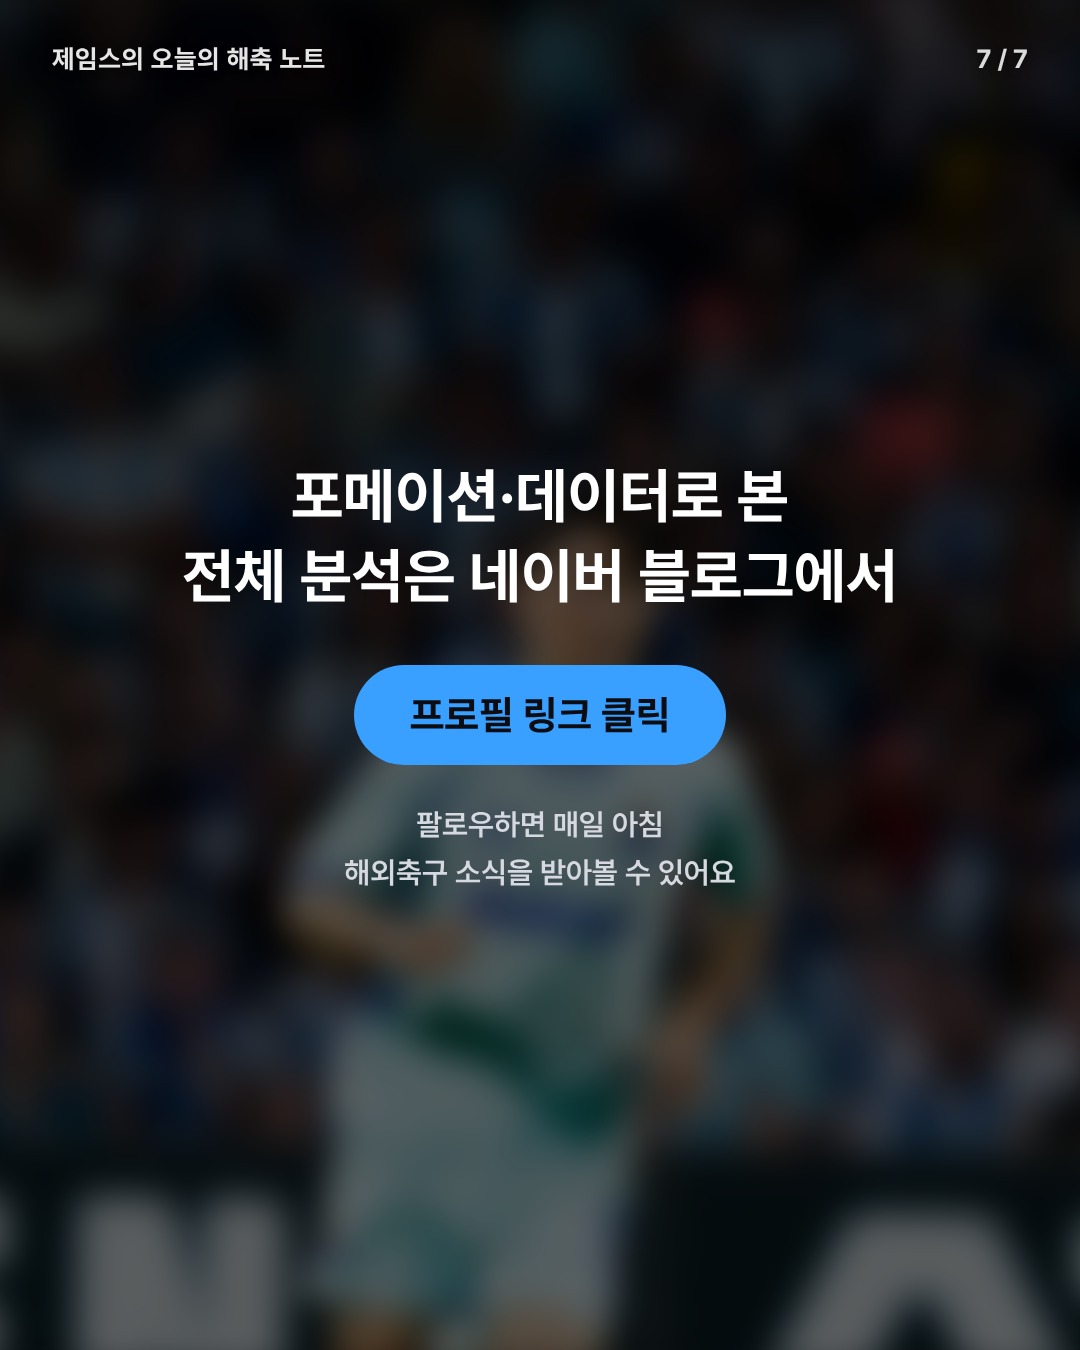 제임스의 오늘의 해축 노트
7 / 7
포메이션·데이터로 본
전체 분석은 네이버 블로그에서
프로필 링크 클릭
팔로우하면 매일 아침
해외축구 소식을 받아볼 수 있어요